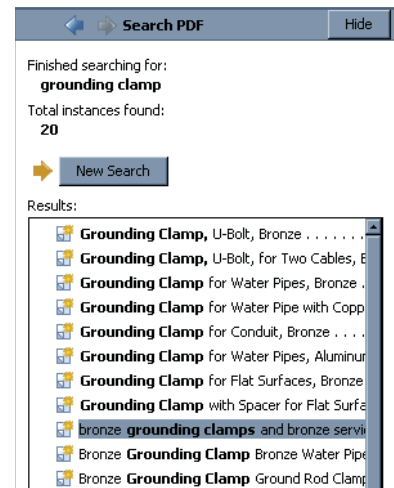 Search PDF
Hide
Finished searching for:
grounding clamp
Total instances found:
20
New Search
Results:
Grounding Clamp, U-Bolt, Bronze . . . . . . .
Grounding Clamp, U-Bolt, for Two Cables,
Grounding Clamp for Water Pipes, Bronze .
Grounding Clamp for Water Pipe with Copp
Grounding Clamp for Conduit, Bronze . . . .
Grounding Clamp for Water Pipes,
Grounding Clamp for Flat Surfaces, Bronze
Grounding Clamp with Spacer for Flat Surfa
bronze grounding clamps and bronze servi
Bronze Grounding Clamp Bronze Water Pipe
Bronze Grounding Clamp Ground Rod Clamp